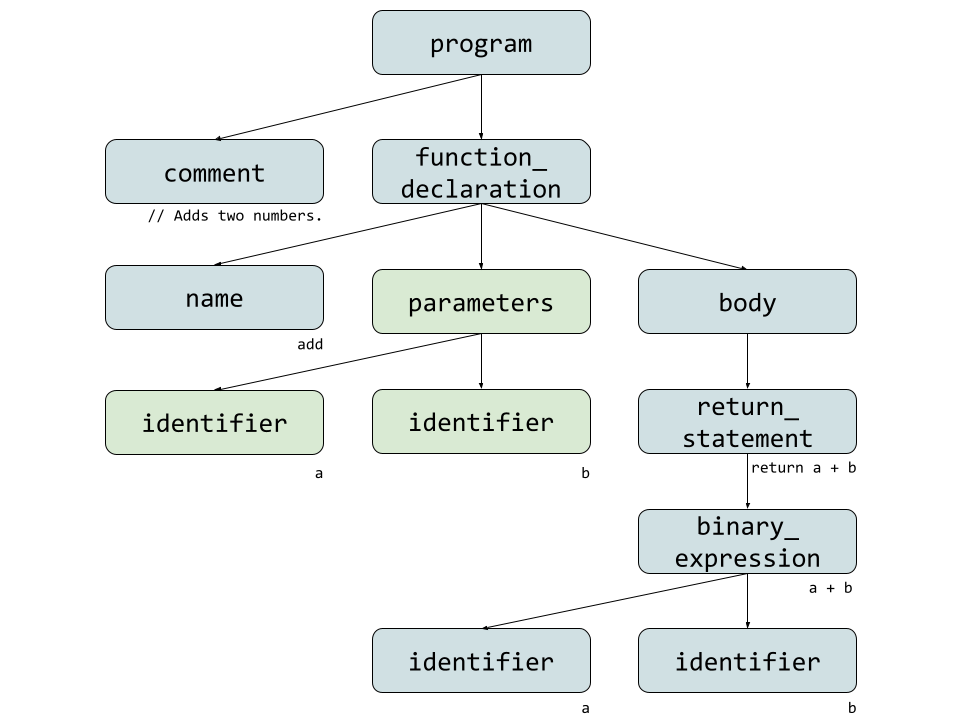 program
comment
function_
declaration
// Adds two numbers.
name
parameters
body
add
identifier
identifier
return_
statement
a
b
return a + b
binary_
expression
a + b
identifier
identifier
a
b